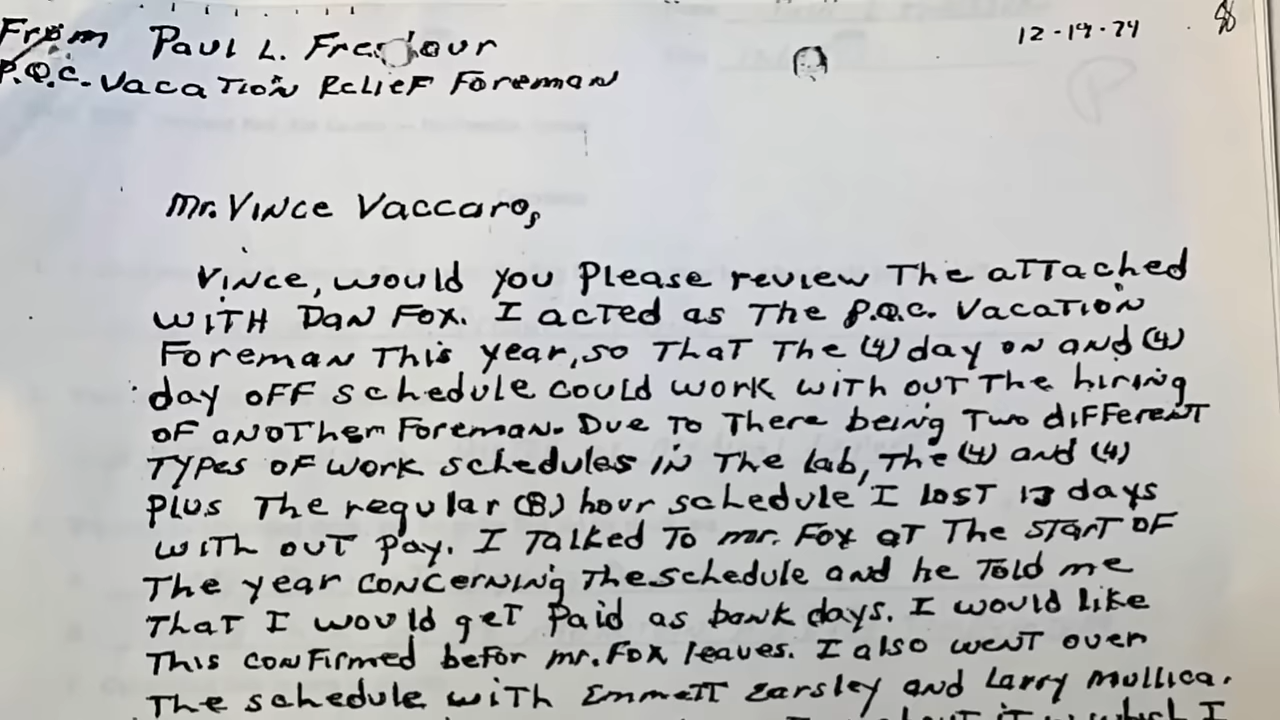 From Paul L. Freshour
P.Q.C. Vacation Relief Foreman
12-19-74
Mr. Vince Vaccaro,
Vince, would you please review the attached
with Dan Fox. I acted as the P.Q.C. Vacation
Foreman this year, so that the (4) day on and (4)
day off schedule could work with out the hiring
of another Foreman. Due to there being two different
types of work schedules in the lab, the (4) and (4)
plus the regular (8) hour schedule I lost 13 days
with out pay. I talked to mr. Fox at the start of
the year concerning the schedule and he told me
that I would get paid as bank days. I would like
this confirmed befor mr. Fox leaves. I also went over
the schedule with Emmett Earsley and Larry Mullica.